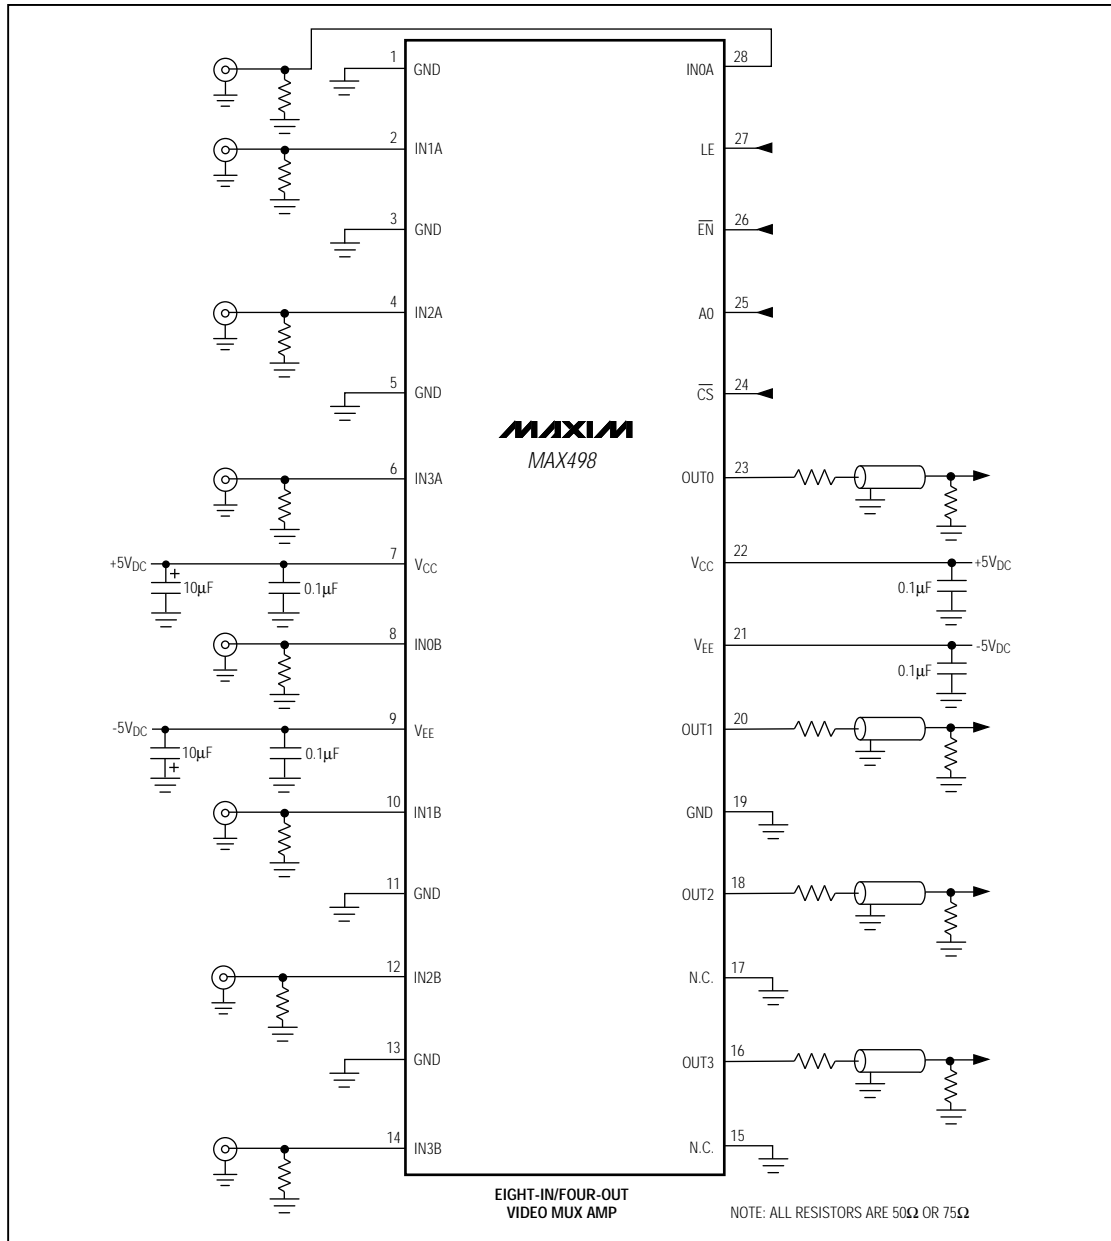 1 GND
2 IN1A
3 GND
4 IN2A
5 GND
6 IN3A
+5VDC 7 VCC
+ 10µF 0.1µF
8 IN0B
-5VDC 9 VEE
10µF + 0.1µF
10 IN1B
11 GND
12 IN2B
13 GND
14 IN3B
MAXIM
MAX498
IN0A 28
LE 27
E̅N̅ 26
A0 25
C̅S̅ 24
OUT0 23
VCC 22 +5VDC
0.1µF
VEE 21 -5VDC
0.1µF
OUT1 20
GND 19
OUT2 18
N.C. 17
OUT3 16
N.C. 15
EIGHT-IN/FOUR-OUT
VIDEO MUX AMP
NOTE: ALL RESISTORS ARE 50Ω OR 75Ω